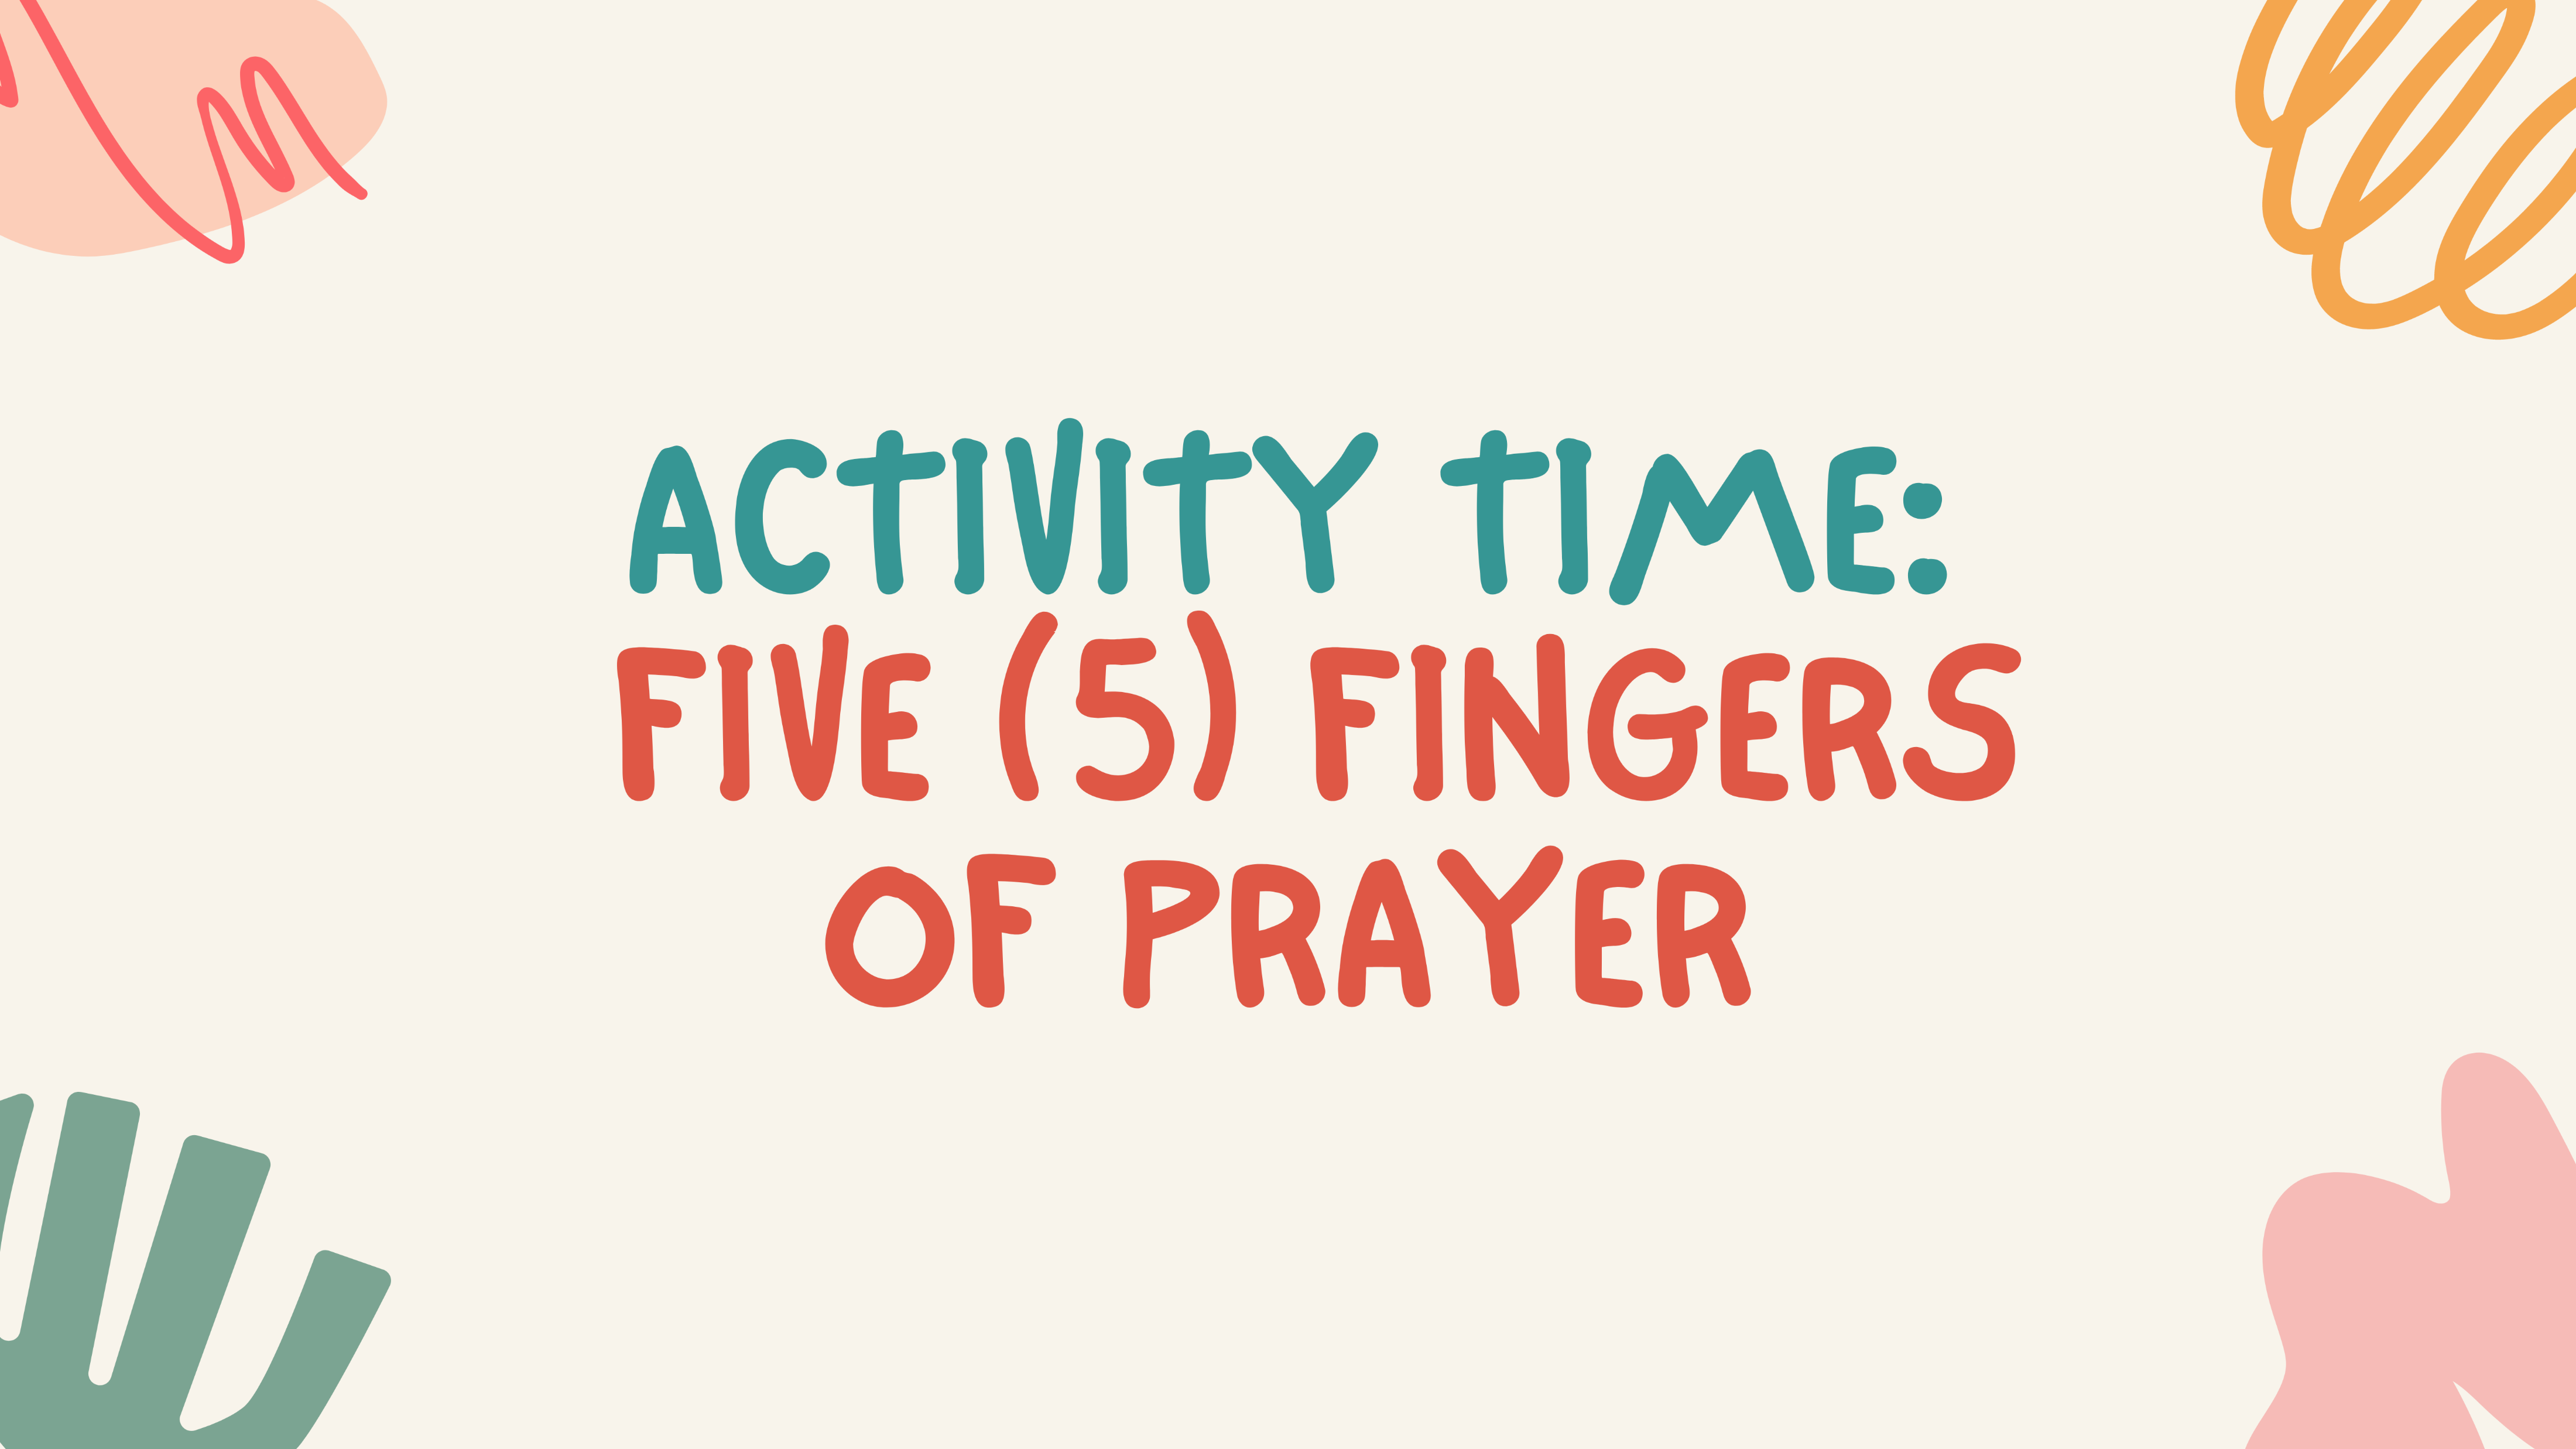 ACTIVITY TIME:
FIVE (5) FINGERS
OF PRAYER